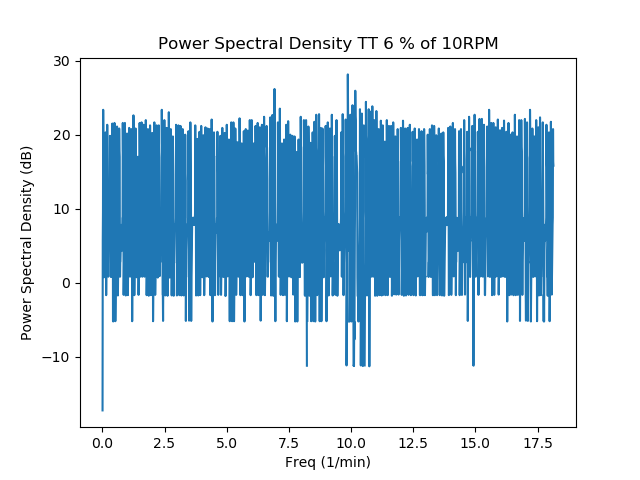 Power Spectral Density TT 6 % of 10RPM
Power Spectral Density (dB)
30
20
10
0
−10
0.0 2.5 5.0 7.5 10.0 12.5 15.0 17.5
Freq (1/min)